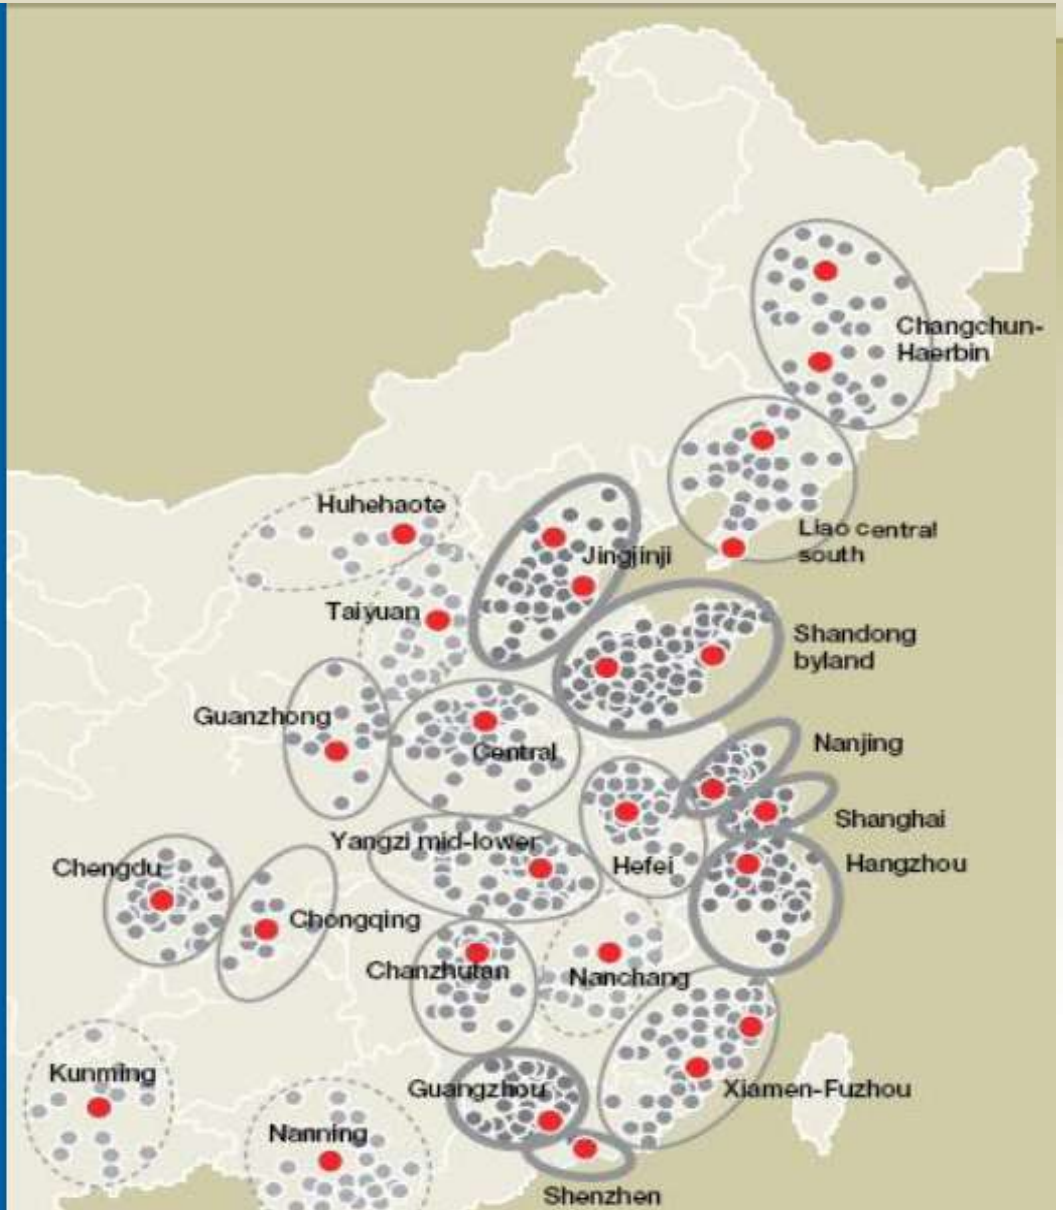 Changchun-
Haerbin
Huhehaote
Liao central
south
Jingjinji
Taiyuan
Shandong
byland
Guanzhong
Central
Nanjing
Shanghai
Yangzi mid-lower
Hefei
Hangzhou
Chengdu
Chongqing
Chanzhutan
Nanchang
Kunming
Guangzhou
Xiamen-Fuzhou
Nanning
Shenzhen